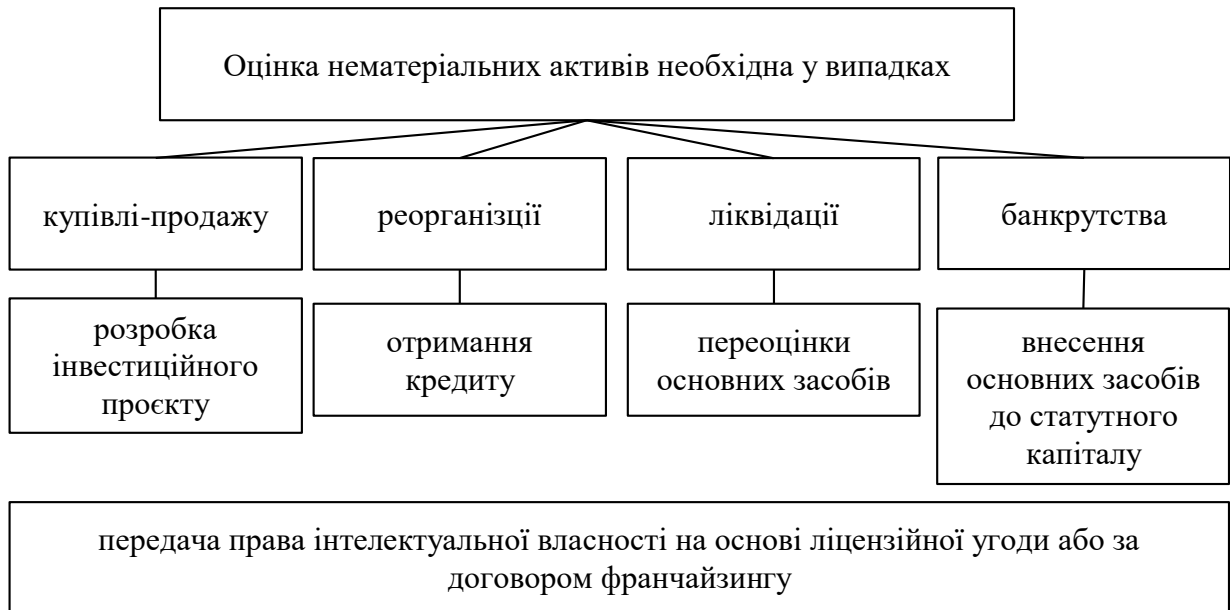 Оцінка нематеріальних активів необхідна у випадках
купівлі-продажу
реорганізції
ліквідації
банкрутства
розробка
інвестиційного
проєкту
отримання
кредиту
переоцінки
основних засобів
внесення
основних засобів
до статутного
капіталу
передача права інтелектуальної власності на основі ліцензійної угоди або за
договором франчайзингу